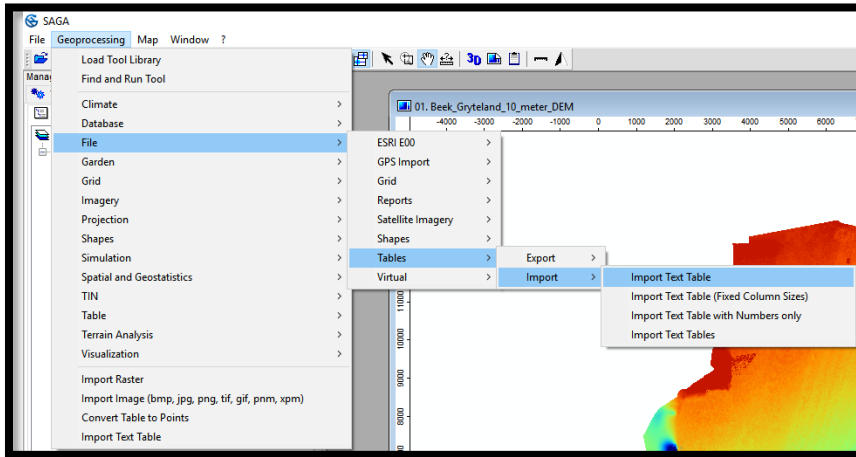 SAGA
File Geoprocessing Map Window ?
3D
Load Tool Library
Find and Run Tool
Climate >
Database >
File >
Garden >
Grid >
Imagery >
Projection >
Shapes >
Simulation >
Spatial and Geostatistics >
TIN >
Table >
Terrain Analysis >
Visualization >
Import Raster
Import Image (bmp, jpg, png, tif, gif, pnm, xpm)
Convert Table to Points
Import Text Table
ESRI E00 >
GPS Import >
Grid >
Reports >
Satellite Imagery >
Shapes >
Tables >
Virtual >
Export >
Import >
Import Text Table
Import Text Table (Fixed Column Sizes)
Import Text Table with Numbers only
Import Text Tables
01. Beek_Gryteland_10_meter_DEM
-4000 -3000 -2000 -1000 0 1000 2000 3000 4000 5000 6000
11000
10000
9000
8000